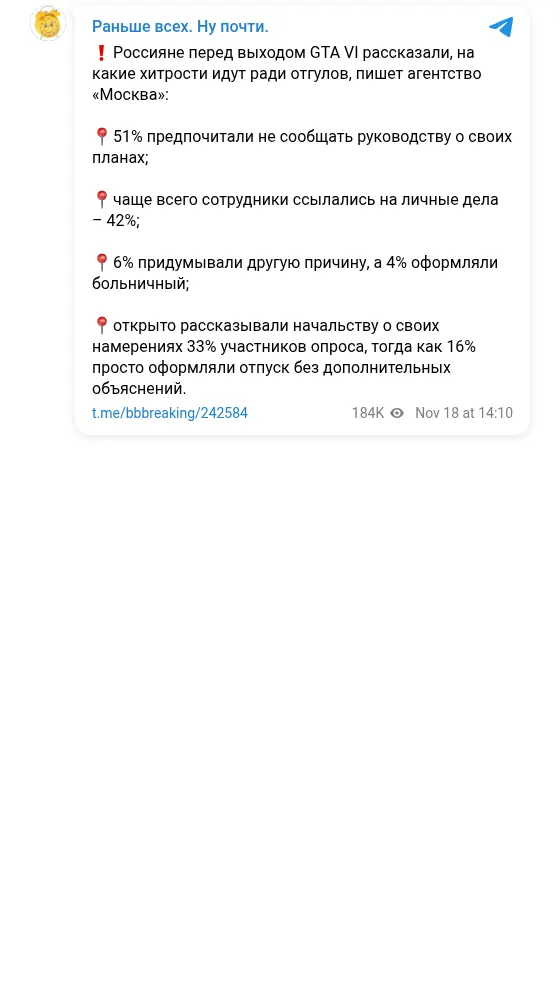 Раньше всех. Ну почти.
❗ Россияне перед выходом GTA VI рассказали, на
какие хитрости идут ради отгулов, пишет агентство
«Москва»:
📍 51% предпочитали не сообщать руководству о своих
планах;
📍 чаще всего сотрудники ссылались на личные дела
– 42%;
📍 6% придумывали другую причину, а 4% оформляли
больничный;
📍 открыто рассказывали начальству о своих
намерениях 33% участников опроса, тогда как 16%
просто оформляли отпуск без дополнительных
объяснений.
t.me/bbbreaking/242584 184K Nov 18 at 14:10